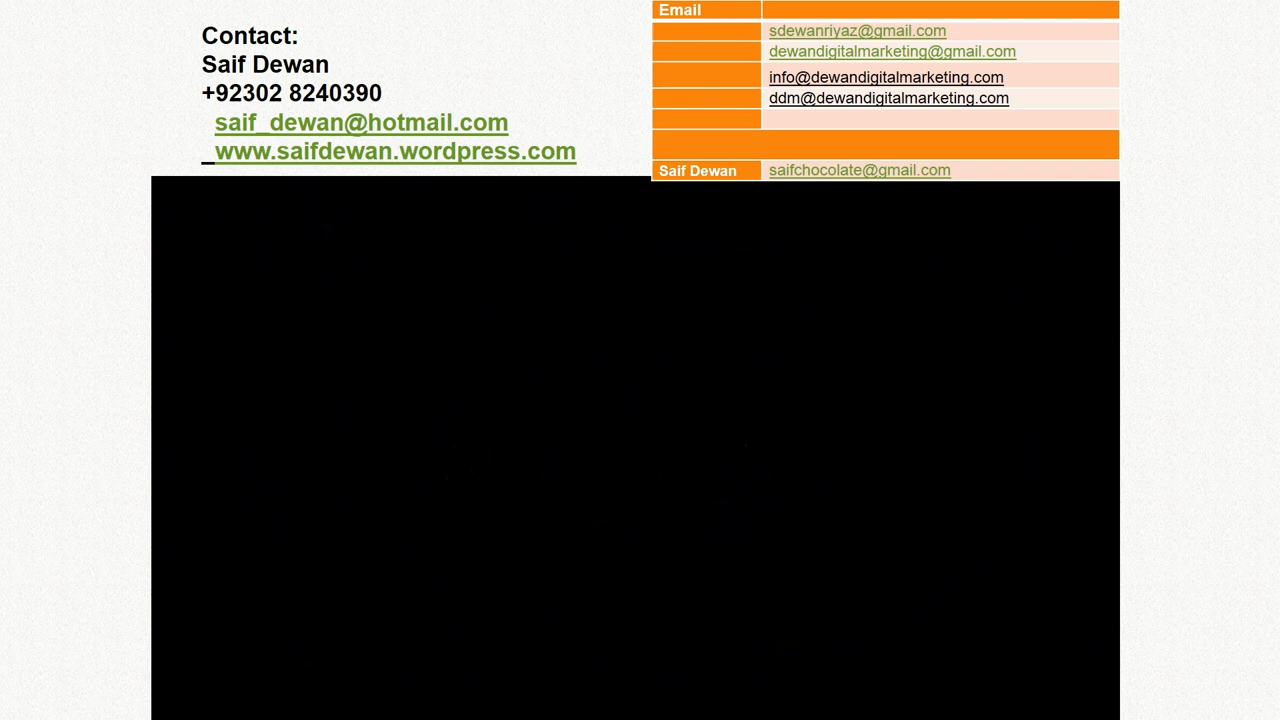 Contact:
Saif Dewan
+92302 8240390
saif_dewan@hotmail.com
www.saifdewan.wordpress.com
Email
sdewanriyaz@gmail.com
dewandigitalmarketing@gmail.com
info@dewandigitalmarketing.com
ddm@dewandigitalmarketing.com
Saif Dewan saifchocolate@gmail.com